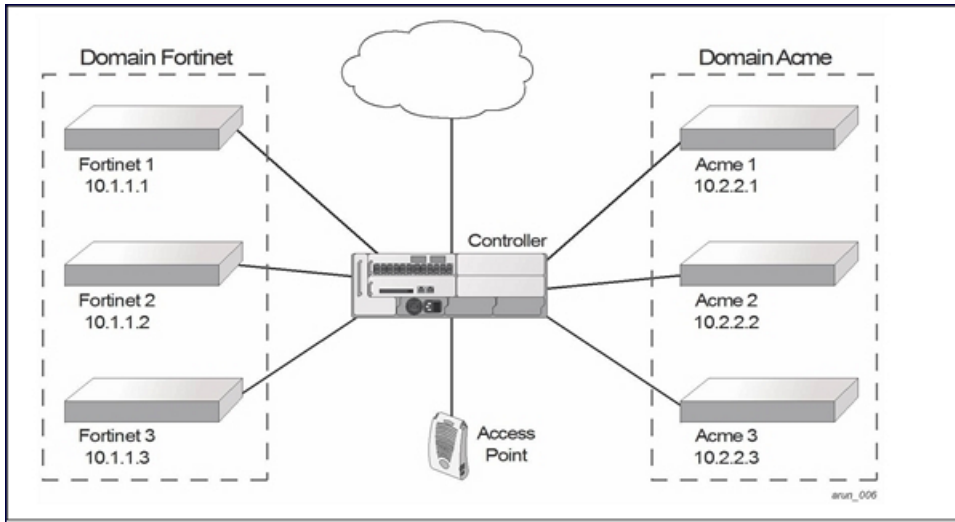 Domain Fortinet
Domain Acme
Fortinet 1
10.1.1.1
Acme 1
10.2.2.1
Controller
Fortinet 2
10.1.1.2
Acme 2
10.2.2.2
Fortinet 3
10.1.1.3
Access
Point
Acme 3
10.2.2.3
arun_006